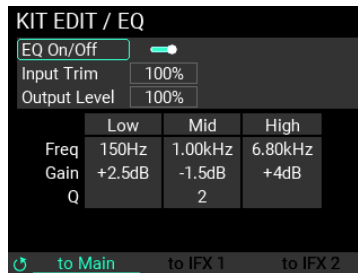 KIT EDIT / EQ
EQ On/Off
Input Trim 100%
Output Level 100%
Low Mid High
Freq 150Hz 1.00kHz 6.80kHz
Gain +2.5dB -1.5dB +4dB
Q 2
to Main to IFX 1 to IFX 2